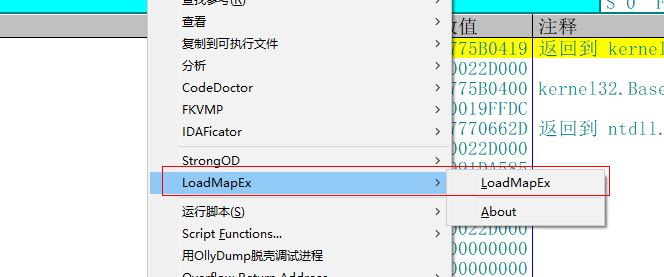 S 0 F
数值
注释
775B0419 返回到 kernel
0022D000
775B0400 kernel32.Base
0019FFDC
7770662D 返回到 ntdll.
0022D000
0022D000
00000000
00000000
查找参考(R)
查看
复制到可执行文件
分析
CodeDoctor
FKVMP
IDAFicator
StrongOD
LoadMapEx
LoadMapEx
About
运行脚本(S)
Script Functions...
用OllyDump脱壳调试进程
Overflow Return Address